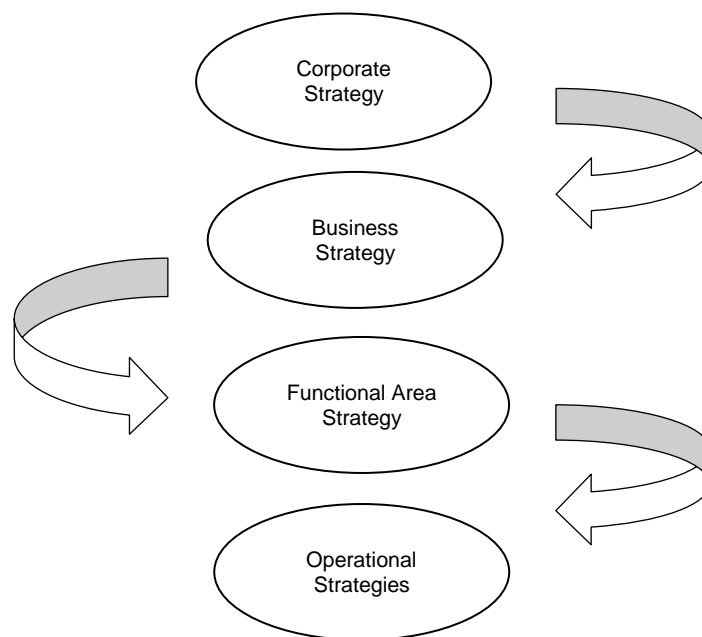 Corporate
Strategy
Business
Strategy
Functional Area
Strategy
Operational
Strategies